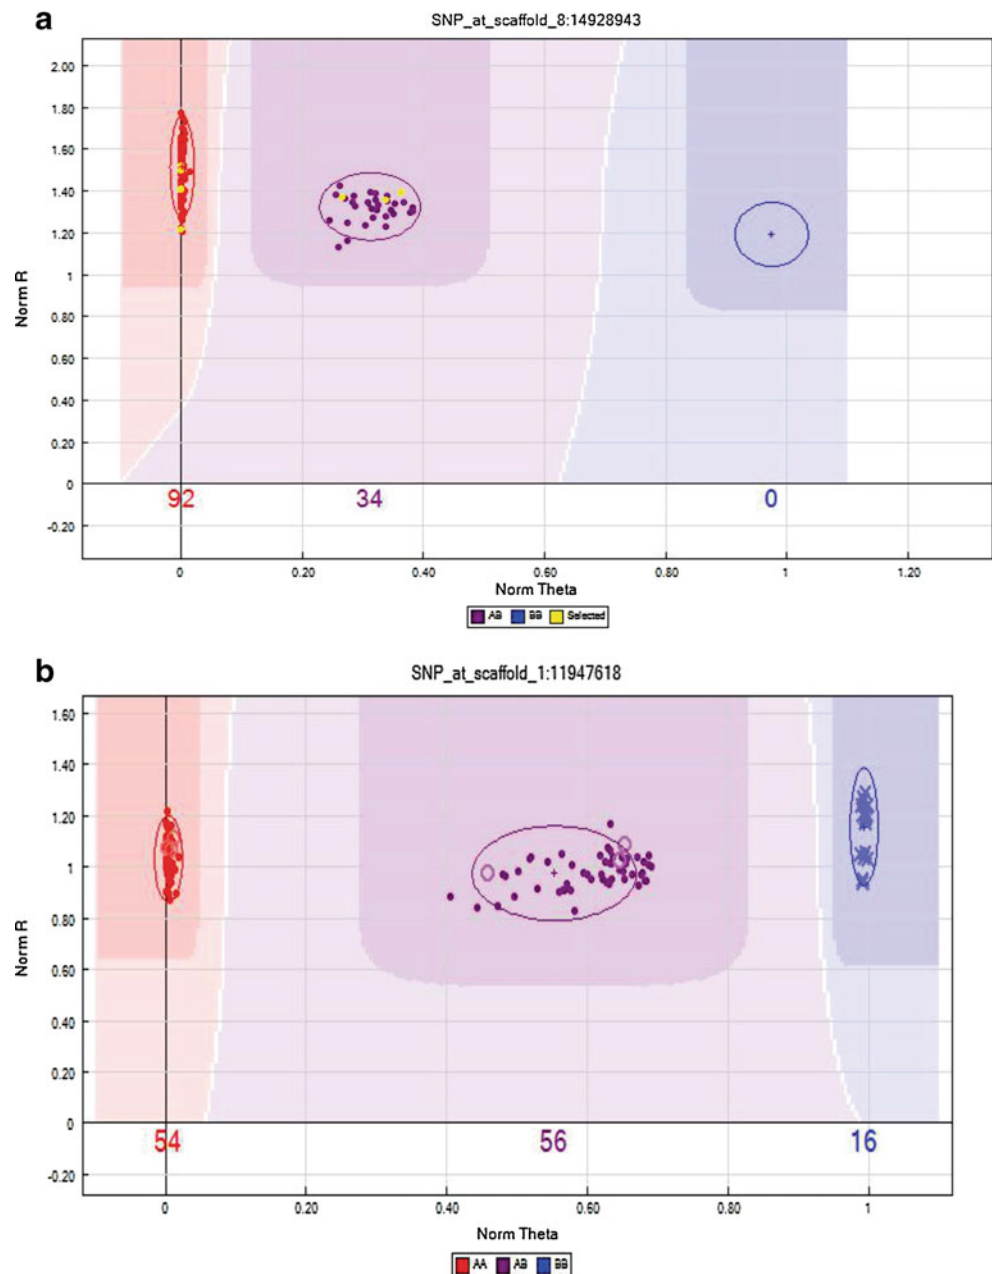 a
SNP_at_scaffold_8:14928943
2.00
1.80
1.60
1.40
1.20
1
0.80
0.60
0.40
0.20
0
-0.20
Norm R
92 34 0
0 0.20 0.40 0.60 0.80 1 1.20
Norm Theta
AB BB Selected
b
SNP_at_scaffold_1:11947618
1.60
1.40
1.20
1
0.80
0.60
0.40
0.20
0
-0.20
Norm R
54 56 16
0 0.20 0.40 0.60 0.80 1
Norm Theta
AA AB BB